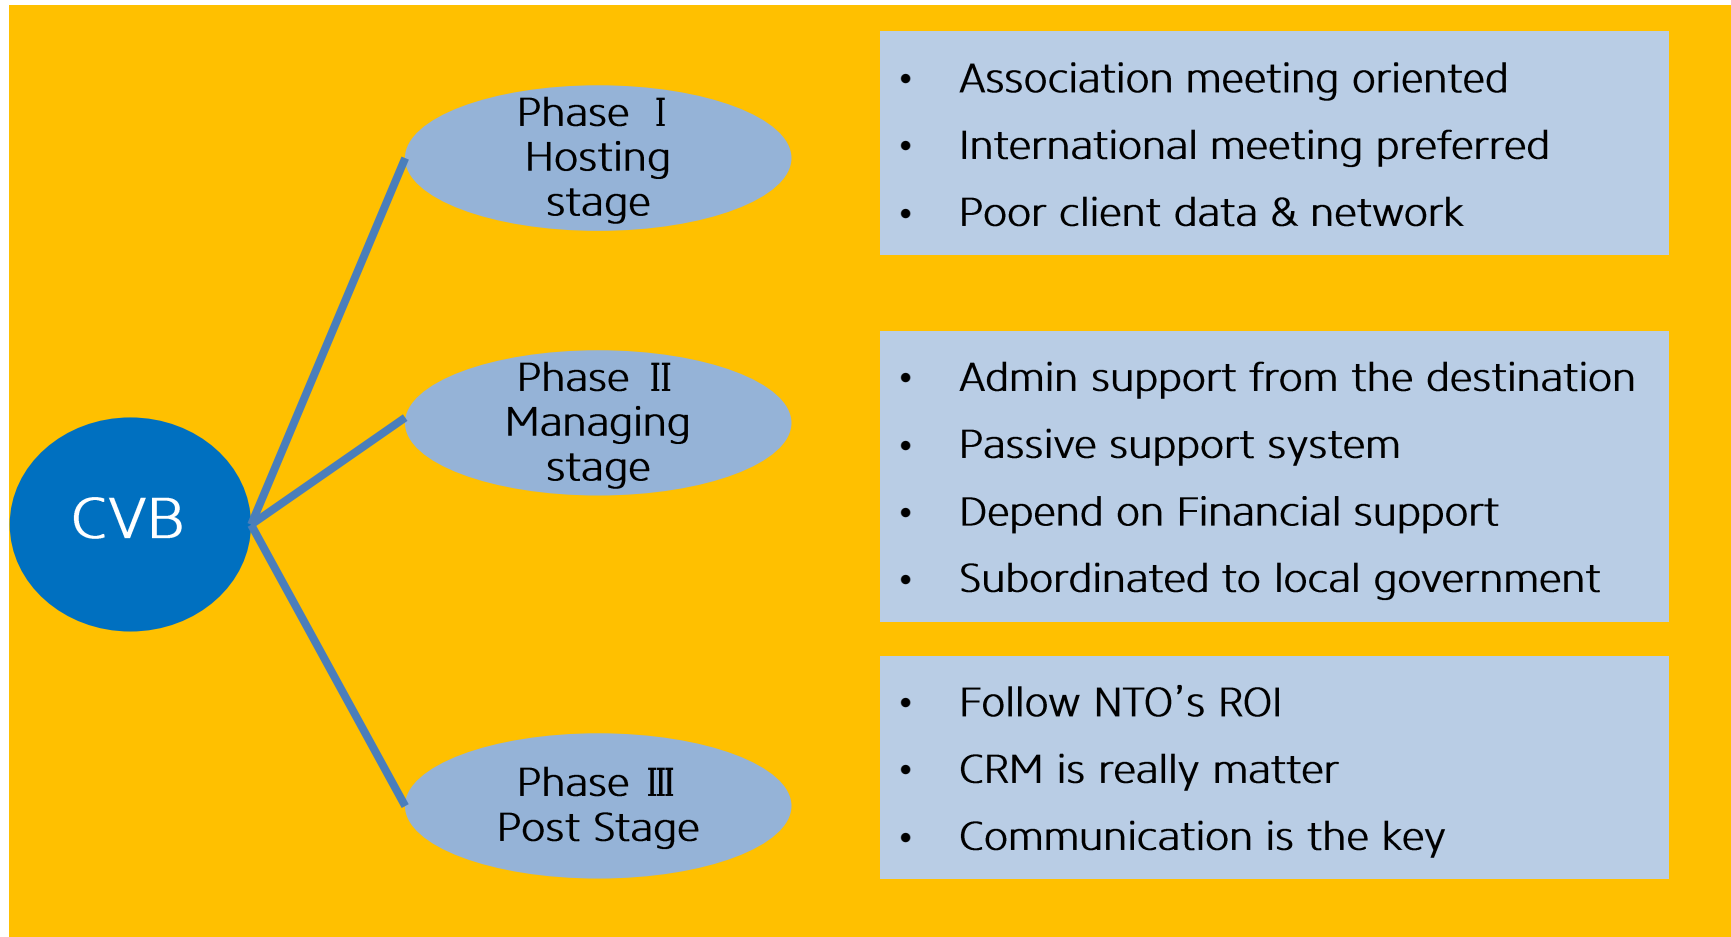 CVB
Phase Ⅰ
Hosting
stage
• Association meeting oriented
• International meeting preferred
• Poor client data & network
Phase Ⅱ
Managing
stage
• Admin support from the destination
• Passive support system
• Depend on Financial support
• Subordinated to local government
Phase Ⅲ
Post Stage
• Follow NTO’s ROI
• CRM is really matter
• Communication is the key